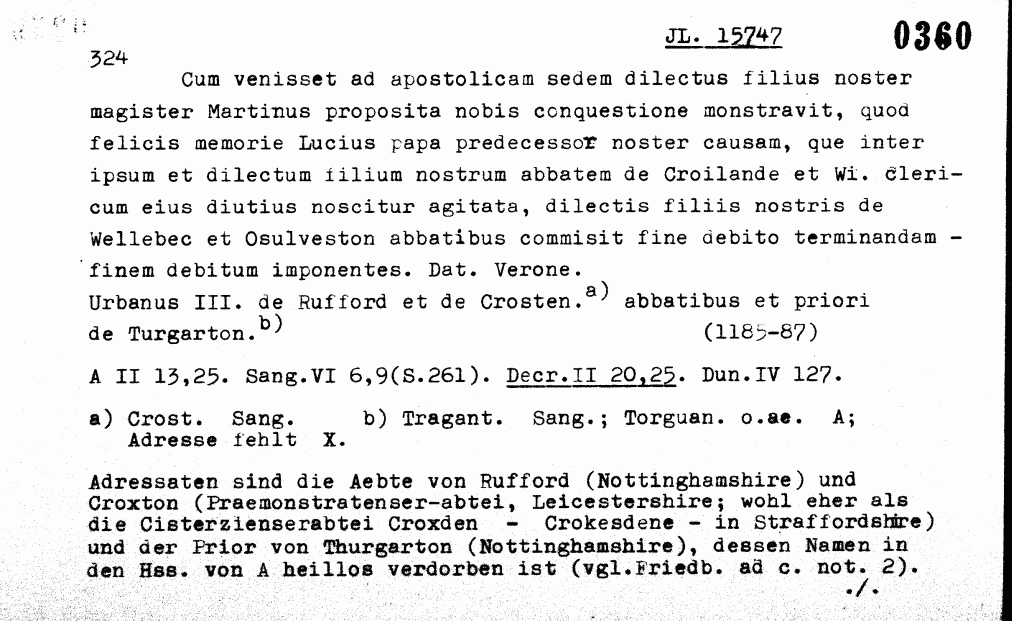 JL. 15747 0360
324
Cum venisset ad apostolicam sedem dilectus filius noster
magister Martinus proposita nobis conquestione monstravit, quod
felicis memorie Lucius papa predecessor noster causam, que inter
ipsum et dilectum filium nostrum abbatem de Croilande et Wi. cleri-
cum eius diutius noscitur agitata, dilectis filiis nostris de
Wellebec et Osulveston abbatibus commisit fine debito terminandam -
finem debitum imponentes. Dat. Verone.
Urbanus III. de Rufford et de Crosten.a) abbatibus et priori
de Turgarton.b) (1185-87)
A II 13,25. Sang.VI 6,9(S.261). Decr.II 20,25. Dun.IV 127.
a) Crost. Sang. b) Tragant. Sang.; Torguan. o.ae. A;
Adresse fehlt X.
Adressaten sind die Aebte von Rufford (Nottinghamshire) und
Croxton (Praemonstratenser-abtei, Leicestershire; wohl eher als
die Cisterzienserabtei Croxden - Crokesdene - in Straffordshire)
und der Prior von Thurgarton (Nottinghamshire), dessen Namen in
den Hss. von A heillos verdorben ist (vgl.Friedb. ad c. not. 2).
./.